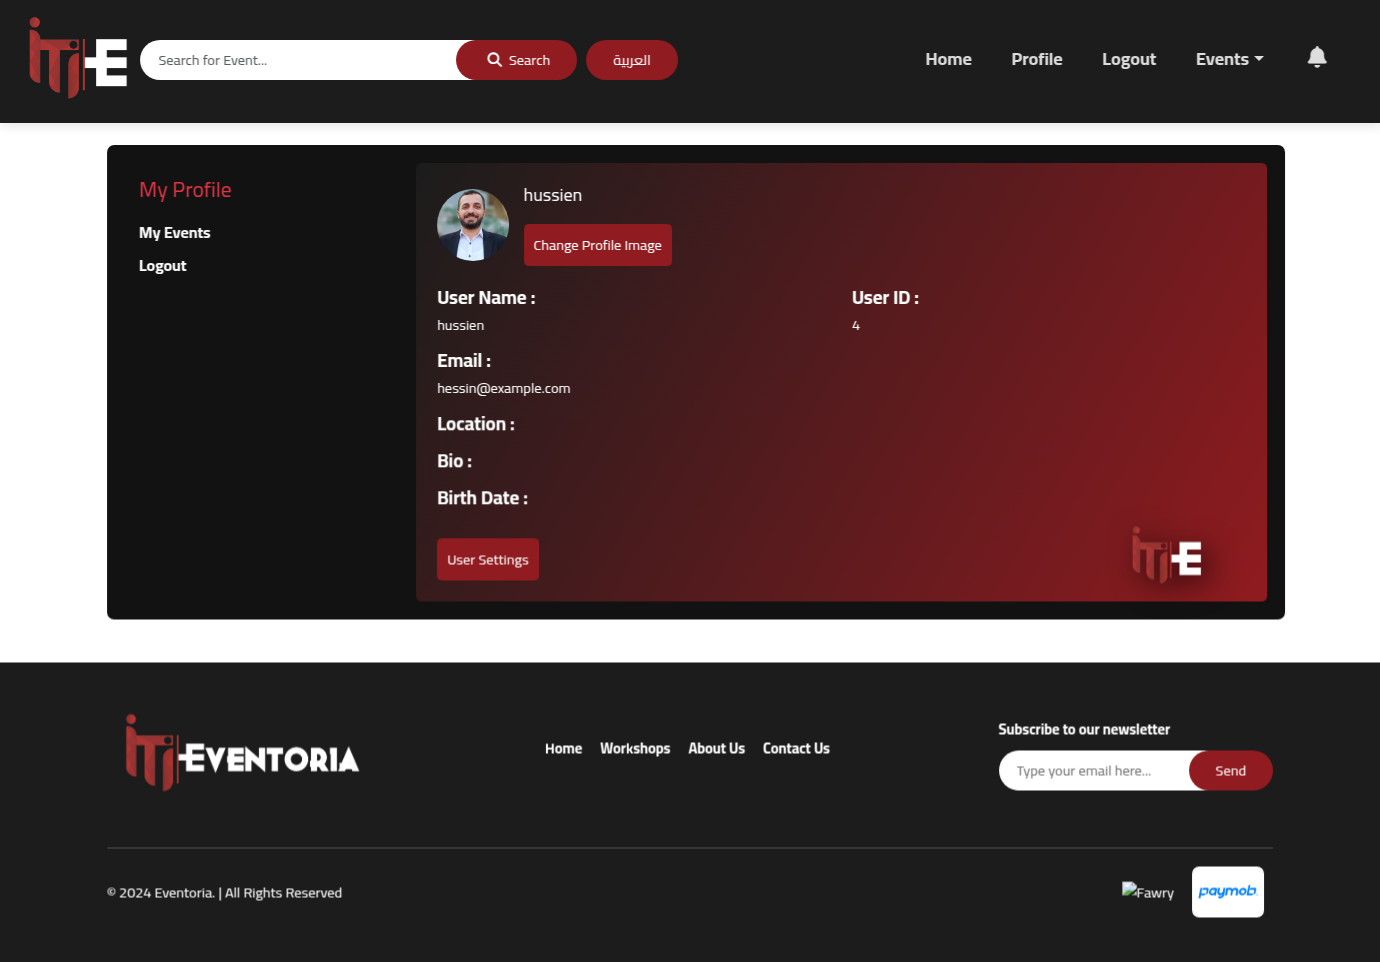 iTi-E
Search for Event...
Search
العربية
Home
Profile
Logout
Events
My Profile
My Events
Logout
hussien
Change Profile Image
User Name :
hussien
User ID :
4
Email :
hessin@example.com
Location :
Bio :
Birth Date :
User Settings
iTi-E
iTi-EVENTORIA
Home
Workshops
About Us
Contact Us
Subscribe to our newsletter
Type your email here...
Send
© 2024 Eventoria. | All Rights Reserved
Fawry
paymob